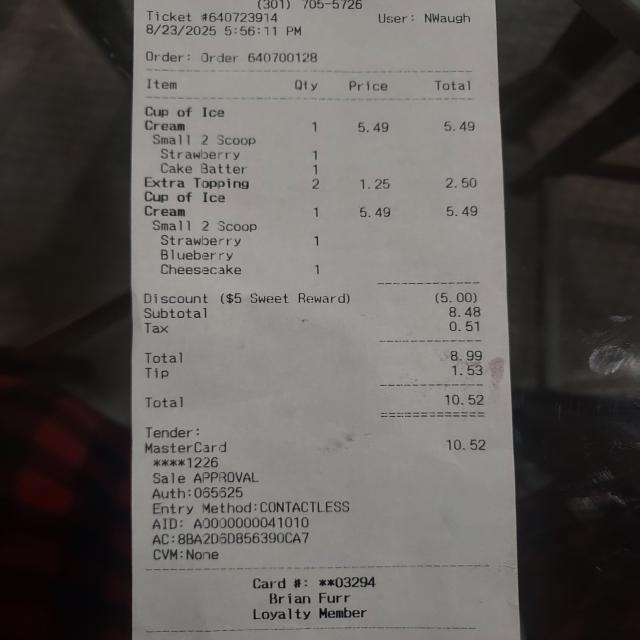 (301) 705-5726
Ticket #640723914 User: NWaugh
8/23/2025 5:56:11 PM
Order: Order 640700128
Item Qty Price Total
Cup of Ice
Cream 1 5.49 5.49
Small 2 Scoop
Strawberry 1
Cake Batter 1
Extra Topping 2 1.25 2.50
Cup of Ice
Cream 1 5.49 5.49
Small 2 Scoop
Strawberry 1
Blueberry
Cheesecake 1
Discount ($5 Sweet Reward) (5.00)
Subtotal 8.48
Tax 0.51
Total 8.99
Tip 1.53
Total 10.52
Tender:
MasterCard 10.52
****1226
Sale APPROVAL
Auth:065625
Entry Method:CONTACTLESS
AID: A0000000041010
AC:8BA2D6D856390CA7
CVM:None
Card #: **03294
Brian Furr
Loyalty Member